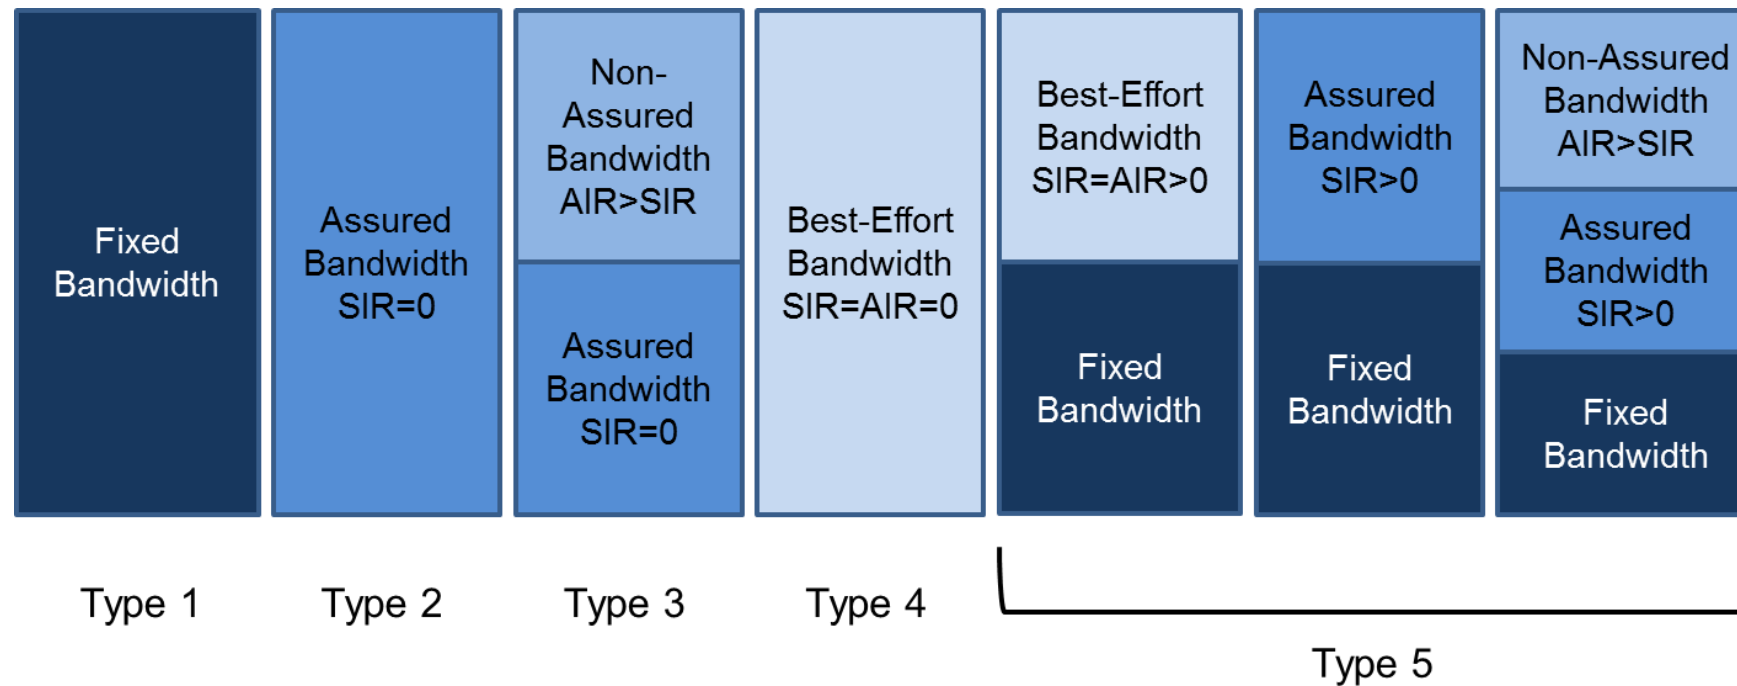 Fixed
Bandwidth
Assured
Bandwidth
SIR=0
Non-
Assured
Bandwidth
AIR>SIR
Assured
Bandwidth
SIR=0
Best-Effort
Bandwidth
SIR=AIR=0
Best-Effort
Bandwidth
SIR=AIR>0
Fixed
Bandwidth
Assured
Bandwidth
SIR>0
Fixed
Bandwidth
Non-Assured
Bandwidth
AIR>SIR
Assured
Bandwidth
SIR>0
Fixed
Bandwidth
Type 1
Type 2
Type 3
Type 4
Type 5